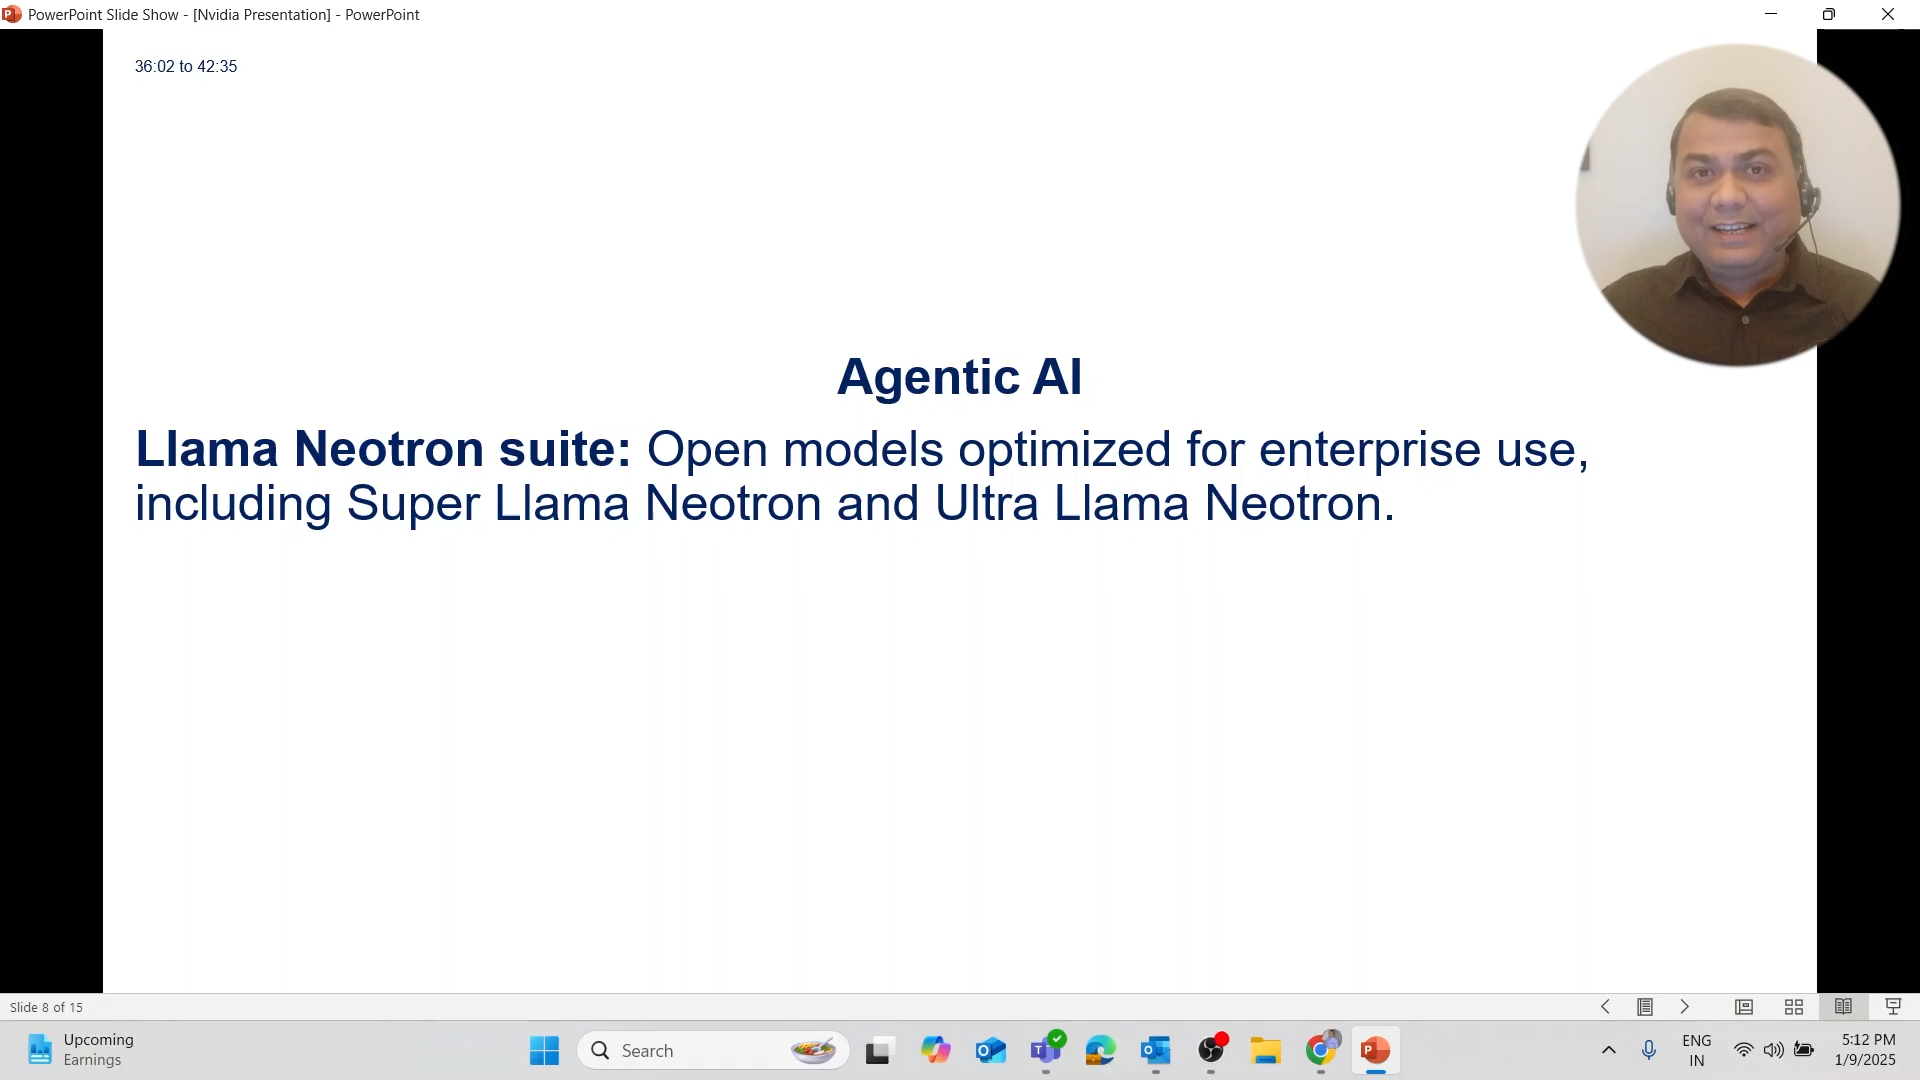 PowerPoint Slide Show - [Nvidia Presentation] - PowerPoint
36:02 to 42:35
Agentic AI
Llama Neotron suite: Open models optimized for enterprise use,
including Super Llama Neotron and Ultra Llama Neotron.
Slide 8 of 15
Upcoming
Earnings
Search
ENG
IN
5:12 PM
1/9/2025